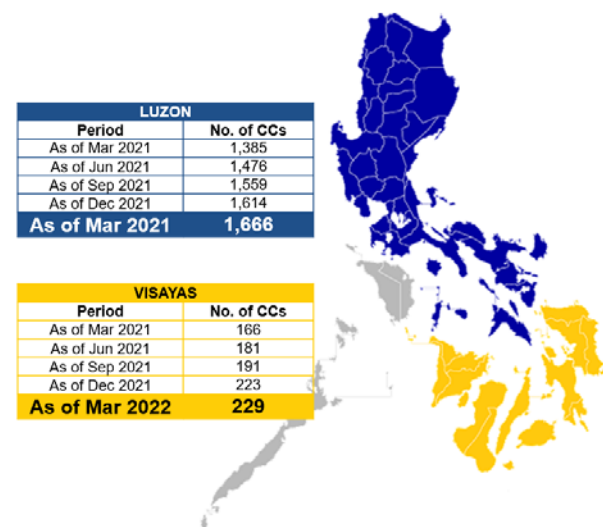 LUZON
Period No. of CCs
As of Mar 2021 1,385
As of Jun 2021 1,476
As of Sep 2021 1,559
As of Dec 2021 1,614
As of Mar 2021 1,666
VISAYAS
Period No. of CCs
As of Mar 2021 166
As of Jun 2021 181
As of Sep 2021 191
As of Dec 2021 223
As of Mar 2022 229